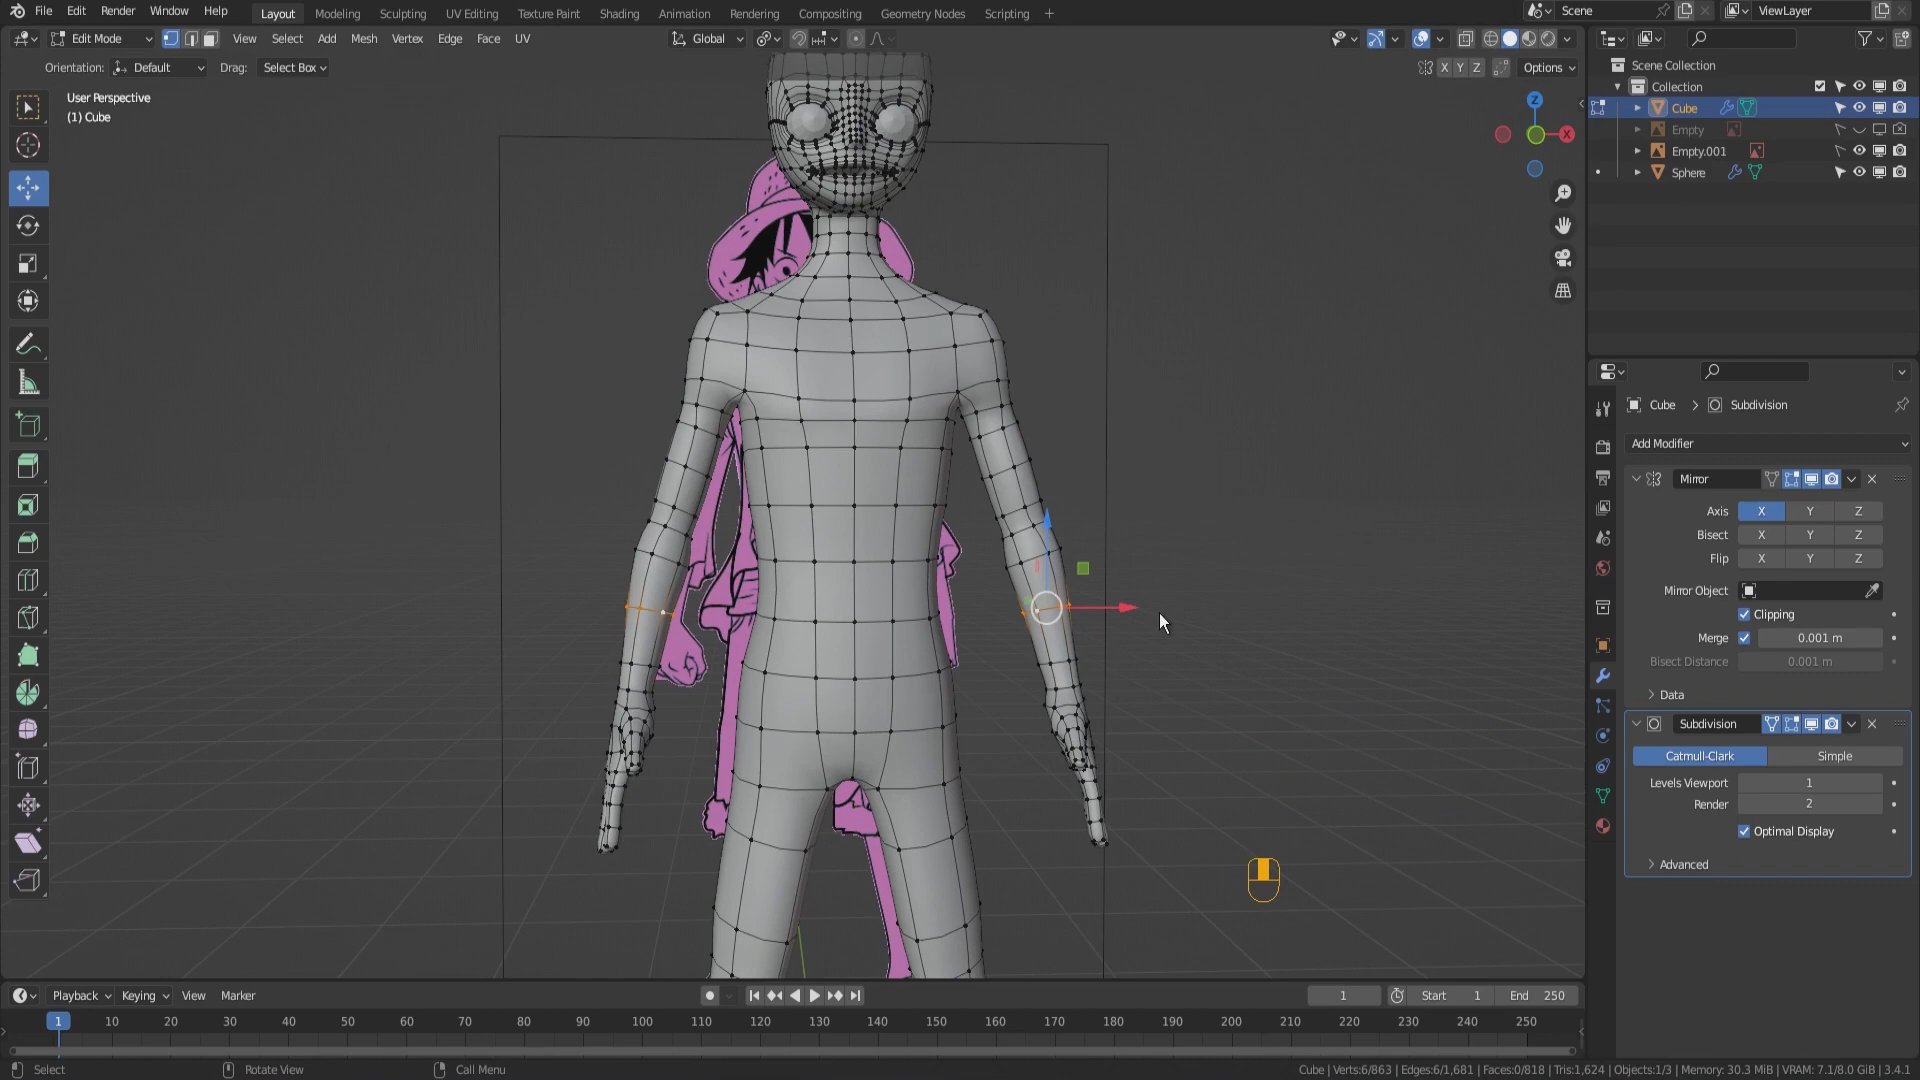 File Edit Render Window Help Layout Modeling Sculpting UV Editing Texture Paint Shading Animation Rendering Compositing Geometry Nodes Scripting + Scene ViewLayer
Edit Mode View Select Add Mesh Vertex Edge Face UV Global
Orientation: Default Drag: Select Box X Y Z Options
User Perspective
(1) Cube
Z
X
Scene Collection
Collection
Cube
Empty
Empty.001
Sphere
Cube > Subdivision
Add Modifier
Mirror
Axis X Y Z
Bisect X Y Z
Flip X Y Z
Mirror Object
Clipping
Merge 0.001 m
Bisect Distance 0.001 m
Data
Subdivision
Catmull-Clark Simple
Levels Viewport 1
Render 2
Optimal Display
Advanced
Playback Keying View Marker 1 Start 1 End 250
1 10 20 30 40 50 60 70 80 90 100 110 120 130 140 150 160 170 180 190 200 210 220 230 240 250
Select Rotate View Call Menu Cube | Verts:6/863 | Edges:6/1,681 | Faces:0/818 | Tris:1,624 | Objects:1/3 | Memory: 30.3 MiB | VRAM: 7.1/8.0 GiB | 3.4.1